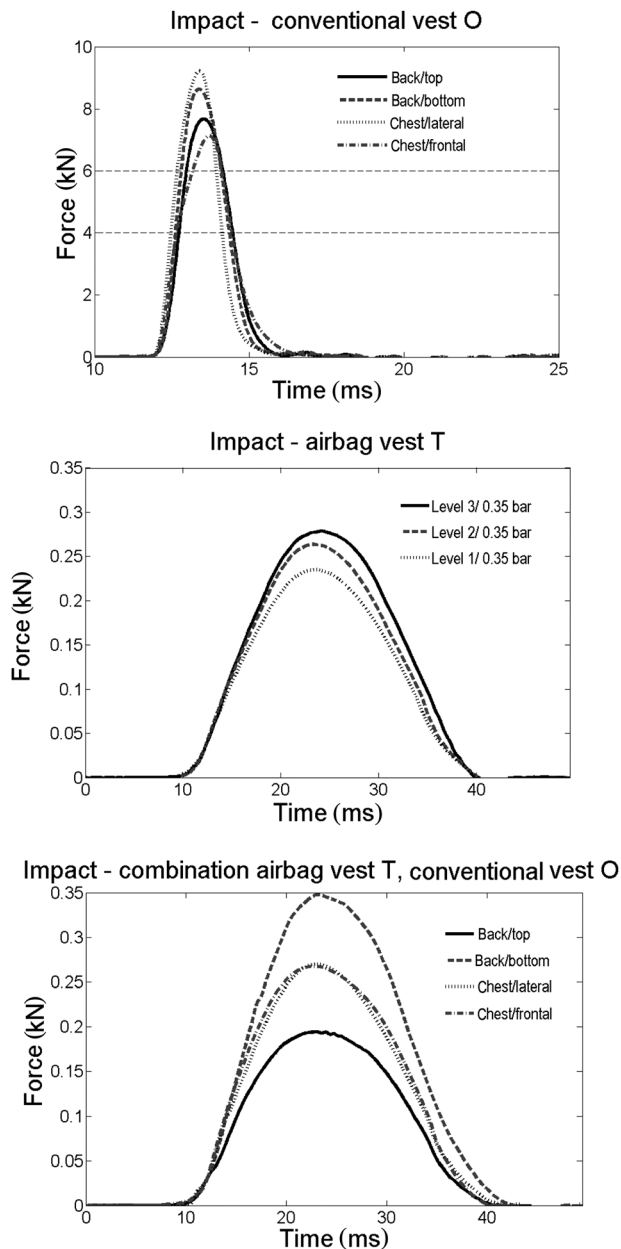 Impact - conventional vest O
10
8
6
4
2
0
Force (kN)
Back/top
Back/bottom
Chest/lateral
Chest/frontal
10 15 20 25
Time (ms)
Impact - airbag vest T
0.35
0.3
0.25
0.2
0.15
0.1
0.05
0
Force (kN)
Level 3/ 0.35 bar
Level 2/ 0.35 bar
Level 1/ 0.35 bar
0 10 20 30 40
Time (ms)
Impact - combination airbag vest T, conventional vest O
0.35
0.3
0.25
0.2
0.15
0.1
0.05
0
Force (kN)
Back/top
Back/bottom
Chest/lateral
Chest/frontal
0 10 20 30 40
Time (ms)